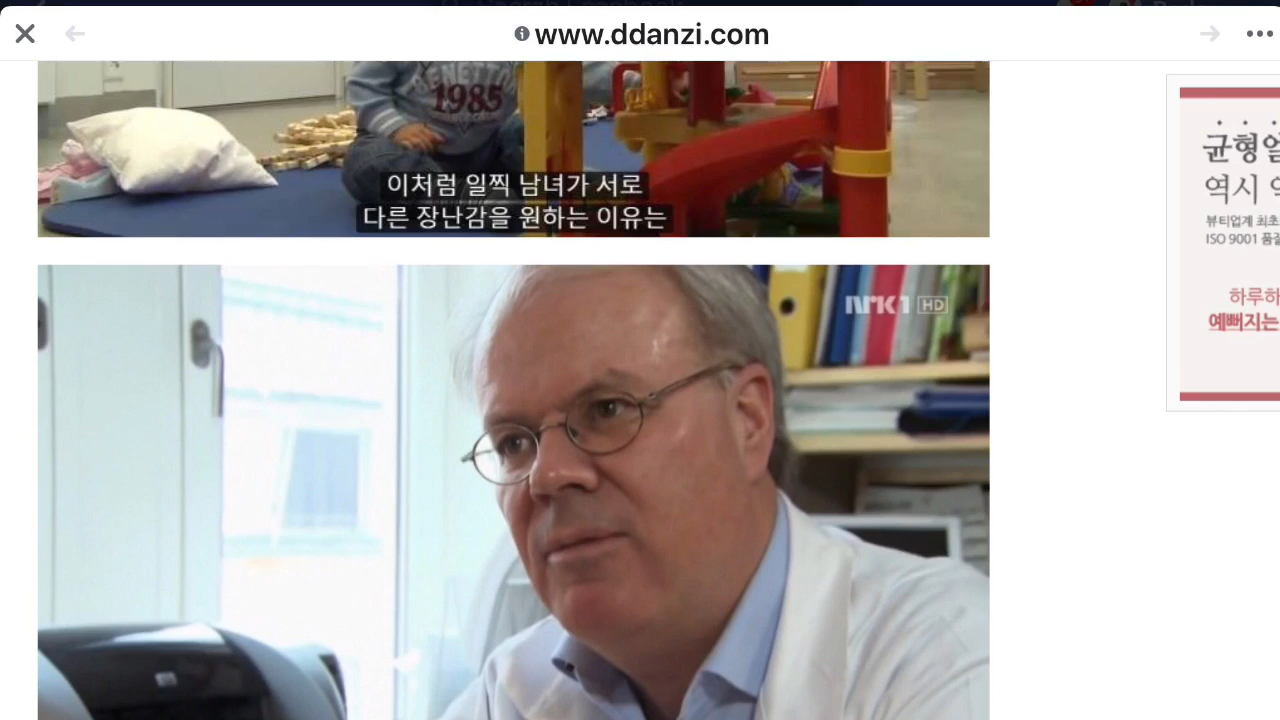 www.ddanzi.com
BENETTON
1985
이처럼 일찍 남녀가 서로
다른 장난감을 원하는 이유는
NRK1 HD
균형
역시
뷰티업계 최초
ISO 9001 품질
하루하
예뻐지는
hp